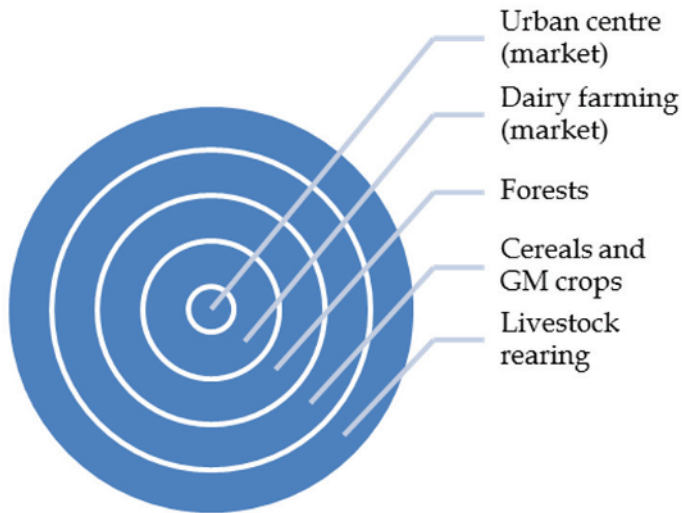 Urban centre
(market)
Dairy farming
(market)
Forests
Cereals and
GM crops
Livestock
rearing